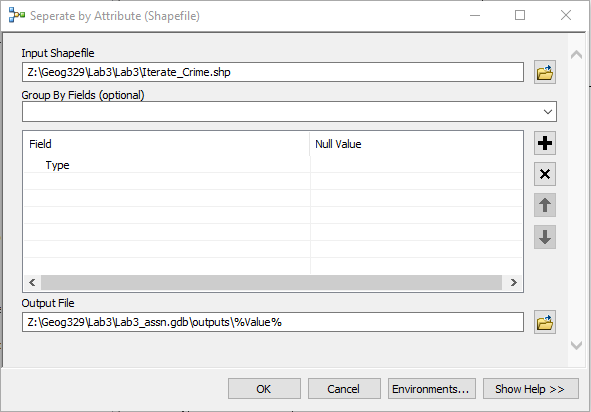 Seperate by Attribute (Shapefile)
Input Shapefile
Z:\Geog329\Lab3\Lab3\Iterate_Crime.shp
Group By Fields (optional)
Field Null Value
Type
Output File
Z:\Geog329\Lab3\Lab3_assn.gdb\outputs\%Value%
OK Cancel Environments... Show Help >>